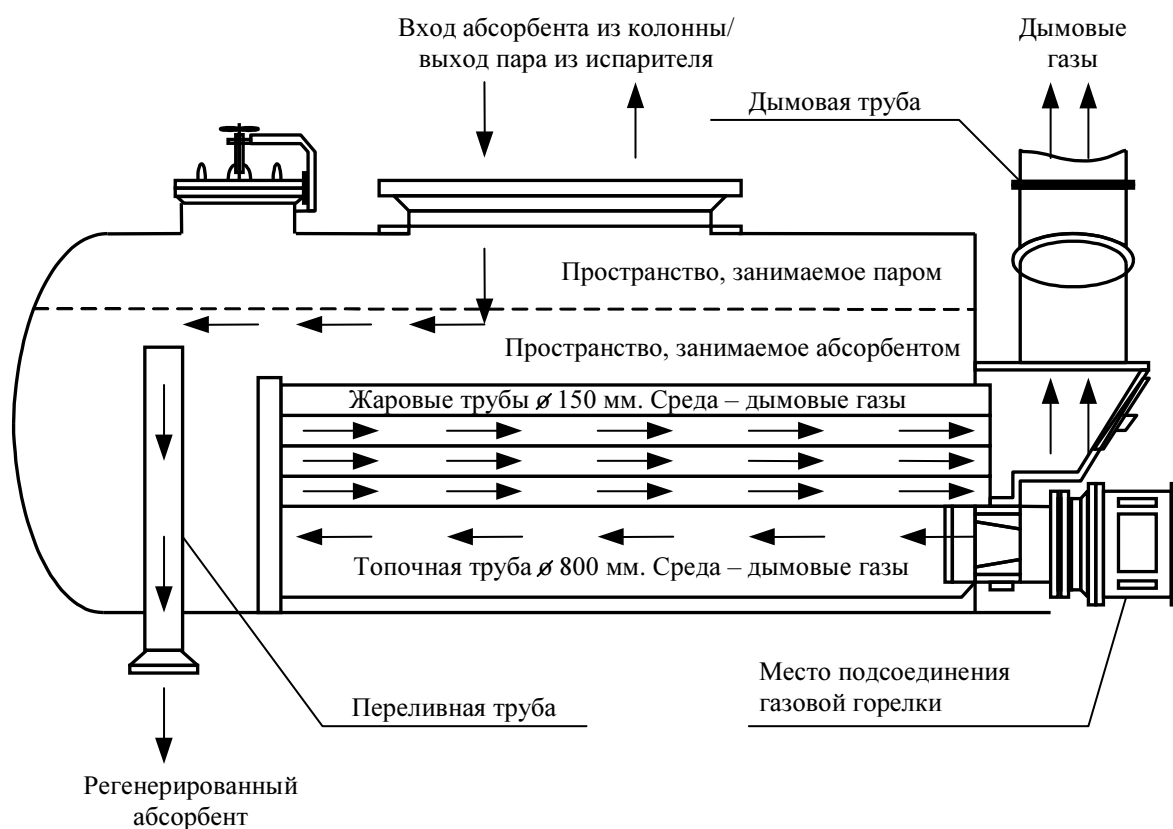 Вход абсорбента из колонны/
выход пара из испарителя
Дымовые
газы
Дымовая труба
Пространство, занимаемое паром
Пространство, занимаемое абсорбентом
Жаровые трубы ⌀ 150 мм. Среда – дымовые газы
Топочная труба ⌀ 800 мм. Среда – дымовые газы
Место подсоединения
газовой горелки
Переливная труба
Регенерированный
абсорбент